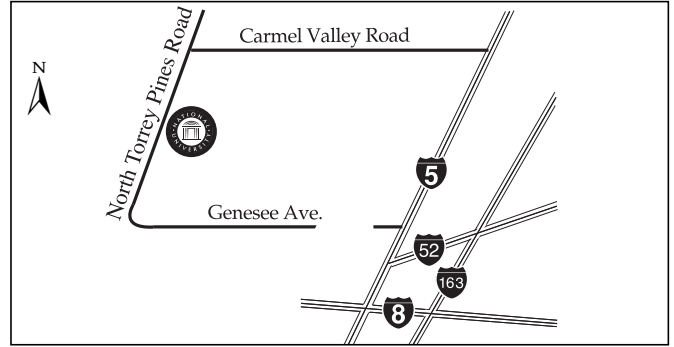 Carmel Valley Road
North Torrey Pines Road
N
NATIONAL
UNIVERSITY
5
Genesee Ave.
52
163
8